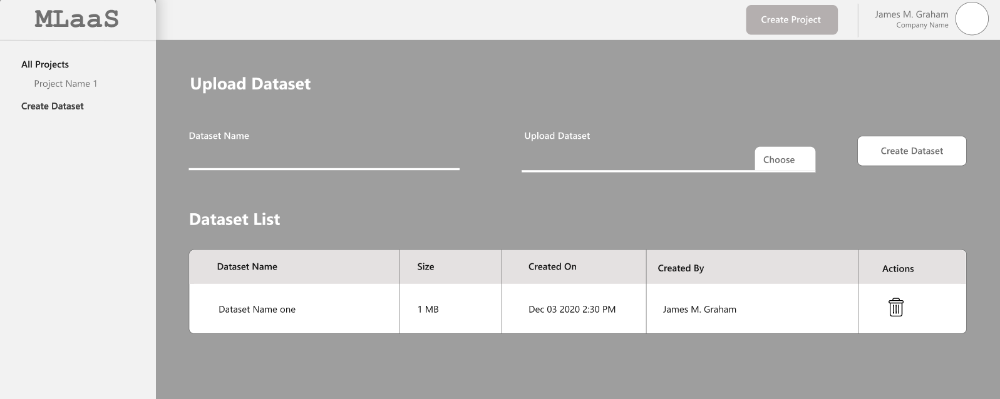 MLaaS
Create Project
James M. Graham
Company Name
All Projects
Project Name 1
Create Dataset
Upload Dataset
Dataset Name
Upload Dataset
Choose
Create Dataset
Dataset List
Dataset Name Size Created On Created By Actions
Dataset Name one 1 MB Dec 03 2020 2:30 PM James M. Graham